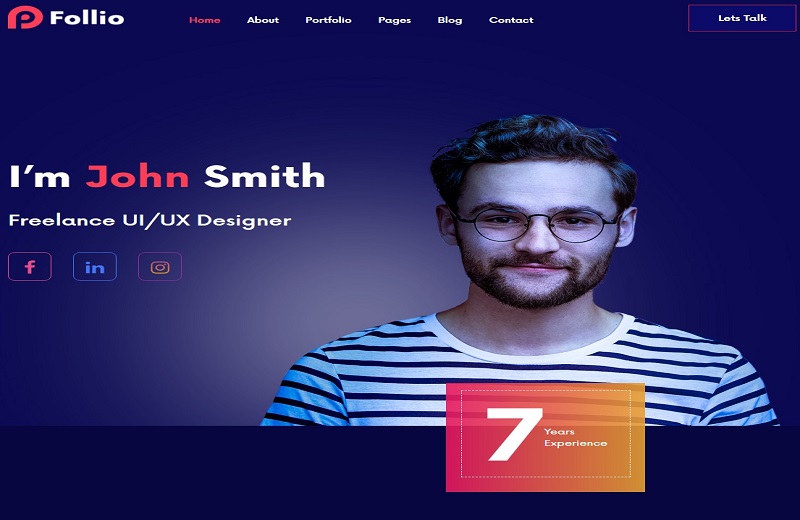 Follio
Home About Portfolio Pages Blog Contact
Lets Talk
I'm John Smith
Freelance UI/UX Designer
7 Years
Experience